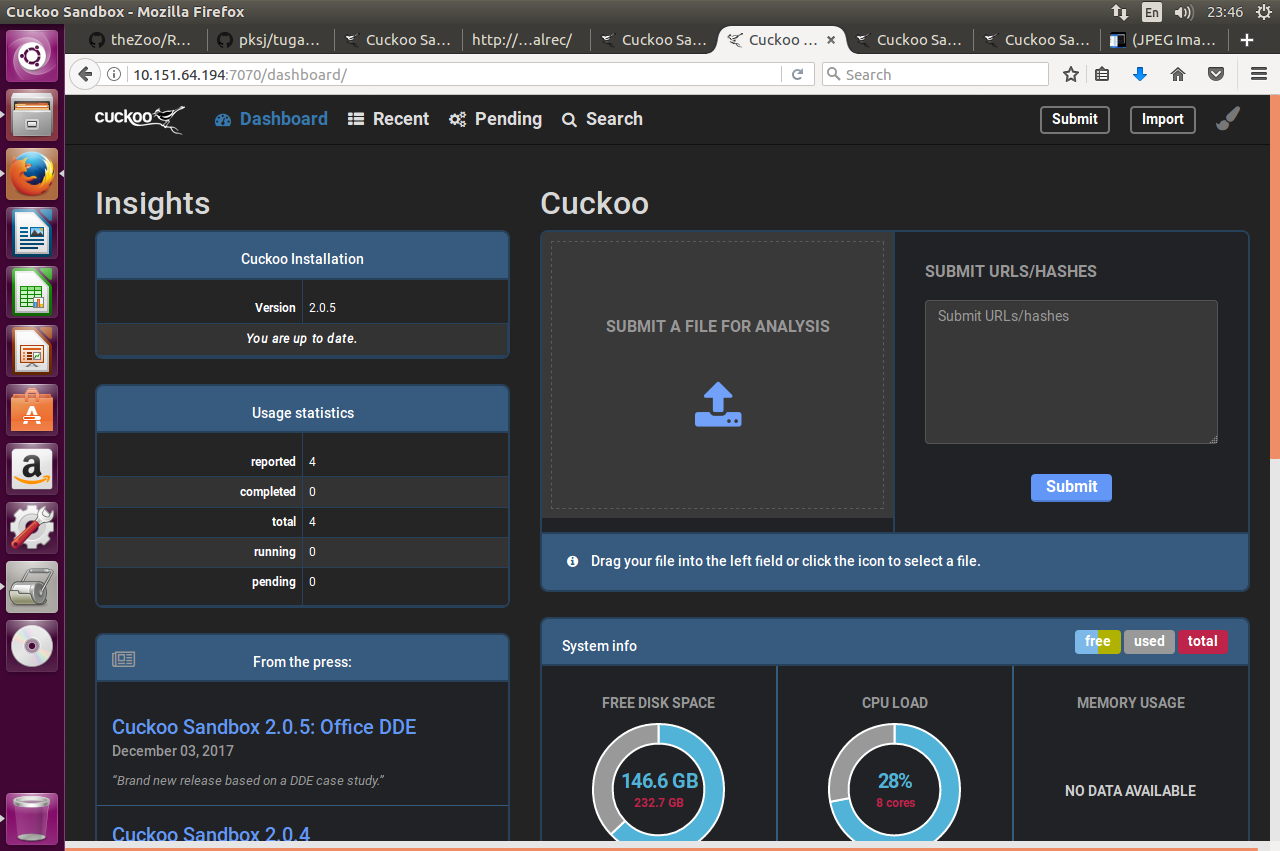 Cuckoo Sandbox - Mozilla Firefox
En
23:46
theZoo/R...
pksj/tuga...
Cuckoo Sa...
http://...alrec/
Cuckoo Sa...
Cuckoo ...
Cuckoo Sa...
Cuckoo Sa...
(JPEG Ima...
10.151.64.194:7070/dashboard/
Search
cuckoo
Dashboard
Recent
Pending
Search
Submit
Import
Insights
Cuckoo Installation
Version 2.0.5
You are up to date.
Usage statistics
reported 4
completed 0
total 4
running 0
pending 0
From the press:
Cuckoo Sandbox 2.0.5: Office DDE
December 03, 2017
“Brand new release based on a DDE case study.”
Cuckoo Sandbox 2.0.4
Cuckoo
SUBMIT A FILE FOR ANALYSIS
SUBMIT URLS/HASHES
Submit URLs/hashes
Submit
Drag your file into the left field or click the icon to select a file.
System info
free used total
FREE DISK SPACE
146.6 GB
232.7 GB
CPU LOAD
28%
8 cores
MEMORY USAGE
NO DATA AVAILABLE